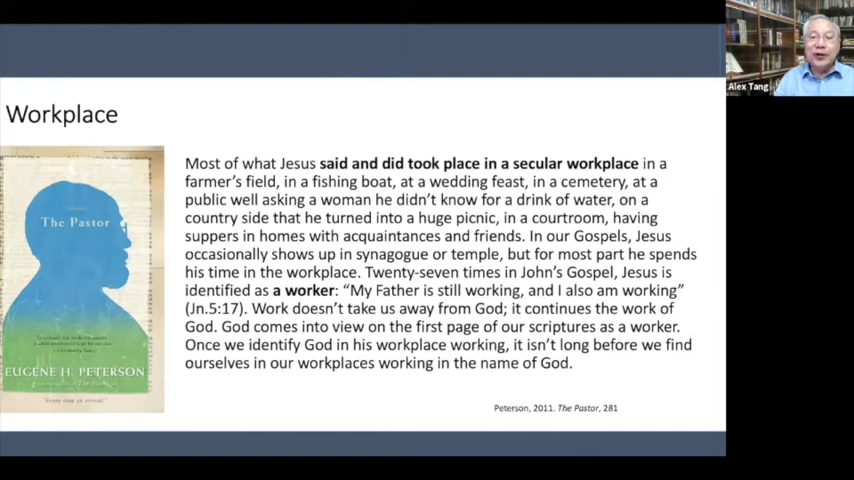 Alex Tang
Workplace
The Pastor
EUGENE H. PETERSON
Most of what Jesus said and did took place in a secular workplace in a
farmer's field, in a fishing boat, at a wedding feast, in a cemetery, at a
public well asking a woman he didn't know for a drink of water, on a
country side that he turned into a huge picnic, in a courtroom, having
suppers in homes with acquaintances and friends. In our Gospels, Jesus
occasionally shows up in synagogue or temple, but for most part he spends
his time in the workplace. Twenty-seven times in John's Gospel, Jesus is
identified as a worker: “My Father is still working, and I also am working”
(Jn.5:17). Work doesn't take us away from God; it continues the work of
God. God comes into view on the first page of our scriptures as a worker.
Once we identify God in his workplace working, it isn't long before we find
ourselves in our workplaces working in the name of God.
Peterson, 2011. The Pastor, 281